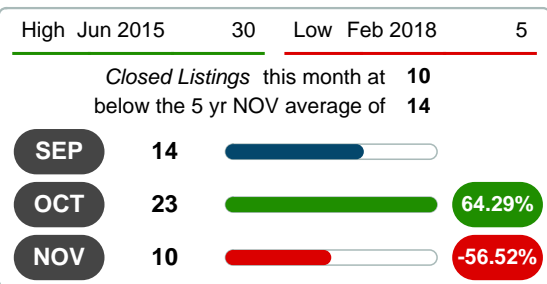 High Jun 2015 30 Low Feb 2018 5
Closed Listings this month at 10
below the 5 yr NOV average of 14
SEP 14
OCT 23 64.29%
NOV 10 -56.52%